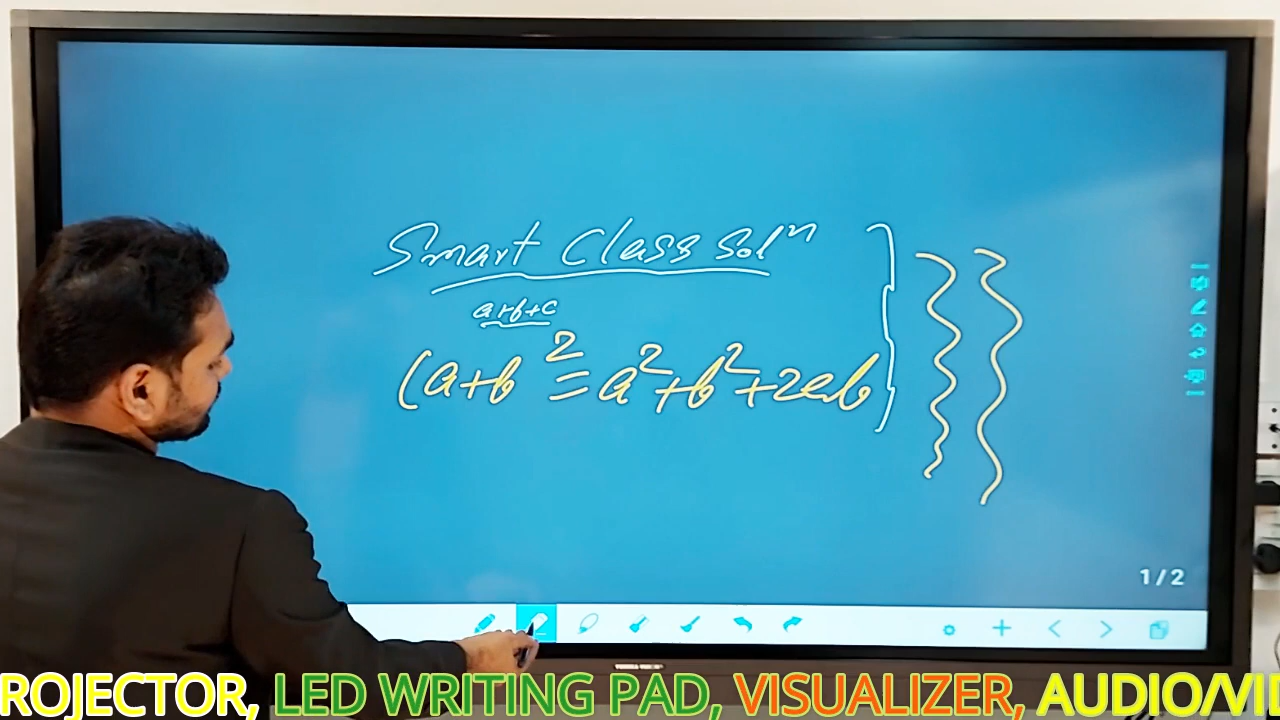 Smart Class Solⁿ
a+b+c
(a+b ²=a²+b²+2ab
1/2
ROJECTOR, LED WRITING PAD, VISUALIZER, AUDIO/VI